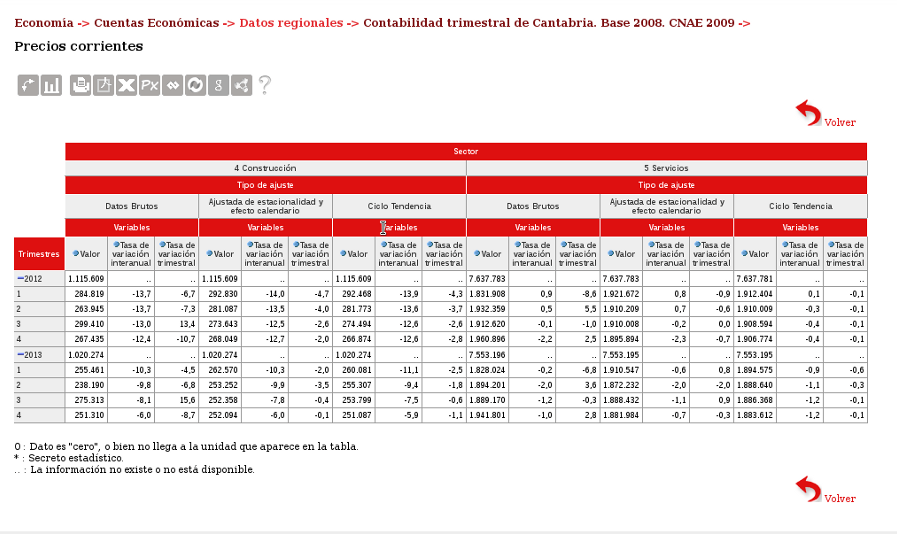 Economía -> Cuentas Económicas -> Datos regionales -> Contabilidad trimestral de Cantabria. Base 2008. CNAE 2009 ->
Precios corrientes
Px
g
?
Volver
Sector
4 Construcción 5 Servicios
Tipo de ajuste Tipo de ajuste
Datos Brutos Ajustada de estacionalidad y efecto calendario Ciclo Tendencia Datos Brutos Ajustada de estacionalidad y efecto calendario Ciclo Tendencia
Variables Variables Variables Variables Variables Variables
Trimestres Valor Tasa de variación interanual Tasa de variación trimestral Valor Tasa de variación interanual Tasa de variación trimestral Valor Tasa de variación interanual Tasa de variación trimestral Valor Tasa de variación interanual Tasa de variación trimestral Valor Tasa de variación interanual Tasa de variación trimestral Valor Tasa de variación interanual Tasa de variación trimestral
2012 1.115.609 .. .. 1.115.609 .. .. 1.115.609 .. .. 7.637.783 .. .. 7.637.783 .. .. 7.637.781 .. ..
1 284.819 -13,7 -6,7 292.830 -14,0 -4,7 292.468 -13,9 -4,3 1.831.908 0,9 -8,6 1.921.672 0,8 -0,9 1.912.404 0,1 -0,1
2 263.945 -13,7 -7,3 281.087 -13,5 -4,0 281.773 -13,6 -3,7 1.932.359 0,5 5,5 1.910.209 0,7 -0,6 1.910.009 -0,3 -0,1
3 299.410 -13,0 13,4 273.643 -12,5 -2,6 274.494 -12,6 -2,6 1.912.620 -0,1 -1,0 1.910.008 -0,2 0,0 1.908.594 -0,4 -0,1
4 267.435 -12,4 -10,7 268.049 -12,7 -2,0 266.874 -12,6 -2,8 1.960.896 -2,2 2,5 1.895.894 -2,3 -0,7 1.906.774 -0,4 -0,1
2013 1.020.274 .. .. 1.020.274 .. .. 1.020.274 .. .. 7.553.196 .. .. 7.553.195 .. .. 7.553.195 .. ..
1 255.461 -10,3 -4,5 262.570 -10,3 -2,0 260.081 -11,1 -2,5 1.828.024 -0,2 -6,8 1.910.547 -0,6 0,8 1.894.575 -0,9 -0,6
2 238.190 -9,8 -6,8 253.252 -9,9 -3,5 255.307 -9,4 -1,8 1.894.201 -2,0 3,6 1.872.232 -2,0 -2,0 1.888.640 -1,1 -0,3
3 275.313 -8,1 15,6 252.358 -7,8 -0,4 253.799 -7,5 -0,6 1.889.170 -1,2 -0,3 1.888.432 -1,1 0,9 1.886.368 -1,2 -0,1
4 251.310 -6,0 -8,7 252.094 -6,0 -0,1 251.087 -5,9 -1,1 1.941.801 -1,0 2,8 1.881.984 -0,7 -0,3 1.883.612 -1,2 -0,1
0 : Dato es "cero", o bien no llega a la unidad que aparece en la tabla.
* : Secreto estadístico.
.. : La información no existe o no está disponible.
Volver